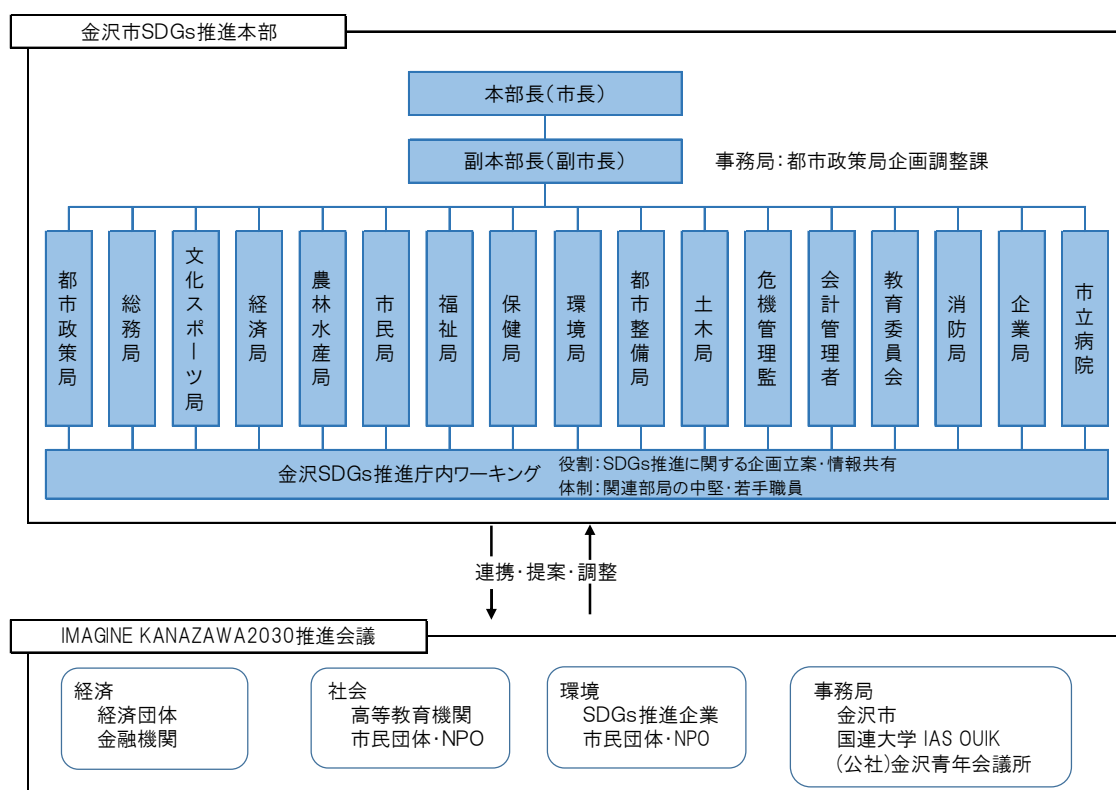 金沢市SDGs推進本部
本部長(市長)
副本部長(副市長)
事務局:都市政策局企画調整課
都市政策局
総務局
文化スポーツ局
経済局
農林水産局
市民局
福祉局
保健局
環境局
都市整備局
土木局
危機管理監
会計管理者
教育委員会
消防局
企業局
市立病院
金沢SDGs推進庁内ワーキング
役割:SDGs推進に関する企画立案・情報共有
体制:関連部局の中堅・若手職員
連携・提案・調整
IMAGINE KANAZAWA2030推進会議
経済
経済団体
金融機関
社会
高等教育機関
市民団体・NPO
環境
SDGs推進企業
市民団体・NPO
事務局
金沢市
国連大学 IAS OUIK
(公社)金沢青年会議所